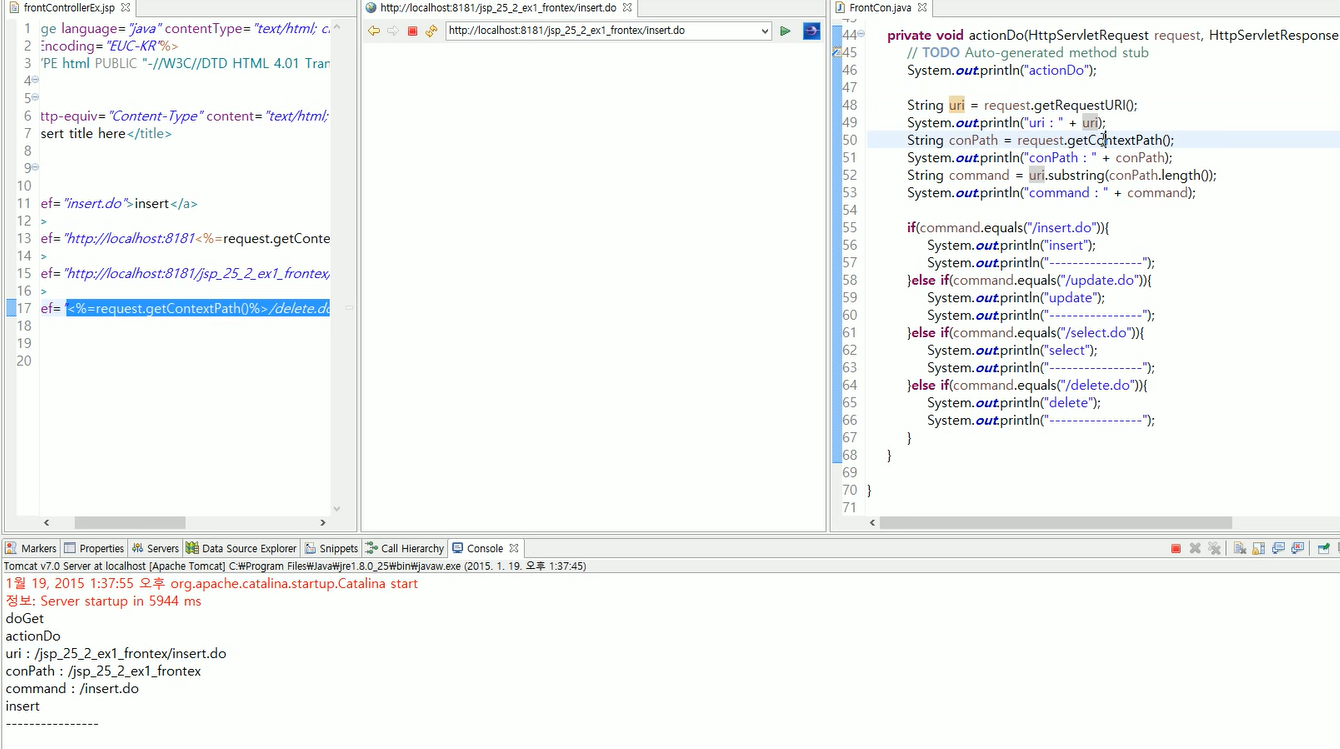 frontControllerEx.jsp
1 ge language="java" contentType="text/html; c
2 Encoding="EUC-KR"%>
3 'PE html PUBLIC "-//W3C//DTD HTML 4.01 Tran
4
5
6 ttp-equiv="Content-Type" content="text/html;
7 sert title here</title>
8
9
10
11 ef="insert.do">insert</a>
12 >
13 ef="http://localhost:8181<%=request.getConte
14 >
15 ef="http://localhost:8181/jsp_25_2_ex1_frontex/
16 >
17 ef="<%=request.getContextPath()%>/delete.do
18
19
20
http://localhost:8181/jsp_25_2_ex1_frontex/insert.do
http://localhost:8181/jsp_25_2_ex1_frontex/insert.do
FrontCon.java
44 private void actionDo(HttpServletRequest request, HttpServletResponse
45 // TODO Auto-generated method stub
46 System.out.println("actionDo");
47
48 String uri = request.getRequestURI();
49 System.out.println("uri : " + uri);
50 String conPath = request.getContextPath();
51 System.out.println("conPath : " + conPath);
52 String command = uri.substring(conPath.length());
53 System.out.println("command : " + command);
54
55 if(command.equals("/insert.do")){
56 System.out.println("insert");
57 System.out.println("----------------");
58 }else if(command.equals("/update.do")){
59 System.out.println("update");
60 System.out.println("----------------");
61 }else if(command.equals("/select.do")){
62 System.out.println("select");
63 System.out.println("----------------");
64 }else if(command.equals("/delete.do")){
65 System.out.println("delete");
66 System.out.println("----------------");
67 }
68 }
69
70 }
71
Markers Properties Servers Data Source Explorer Snippets Call Hierarchy Console
Tomcat v7.0 Server at localhost [Apache Tomcat] C:₩Program Files₩Java₩jre1.8.0_25₩bin₩javaw.exe (2015. 1. 19. 오후 1:37:45)
1월 19, 2015 1:37:55 오후 org.apache.catalina.startup.Catalina start
정보: Server startup in 5944 ms
doGet
actionDo
uri : /jsp_25_2_ex1_frontex/insert.do
conPath : /jsp_25_2_ex1_frontex
command : /insert.do
insert
----------------